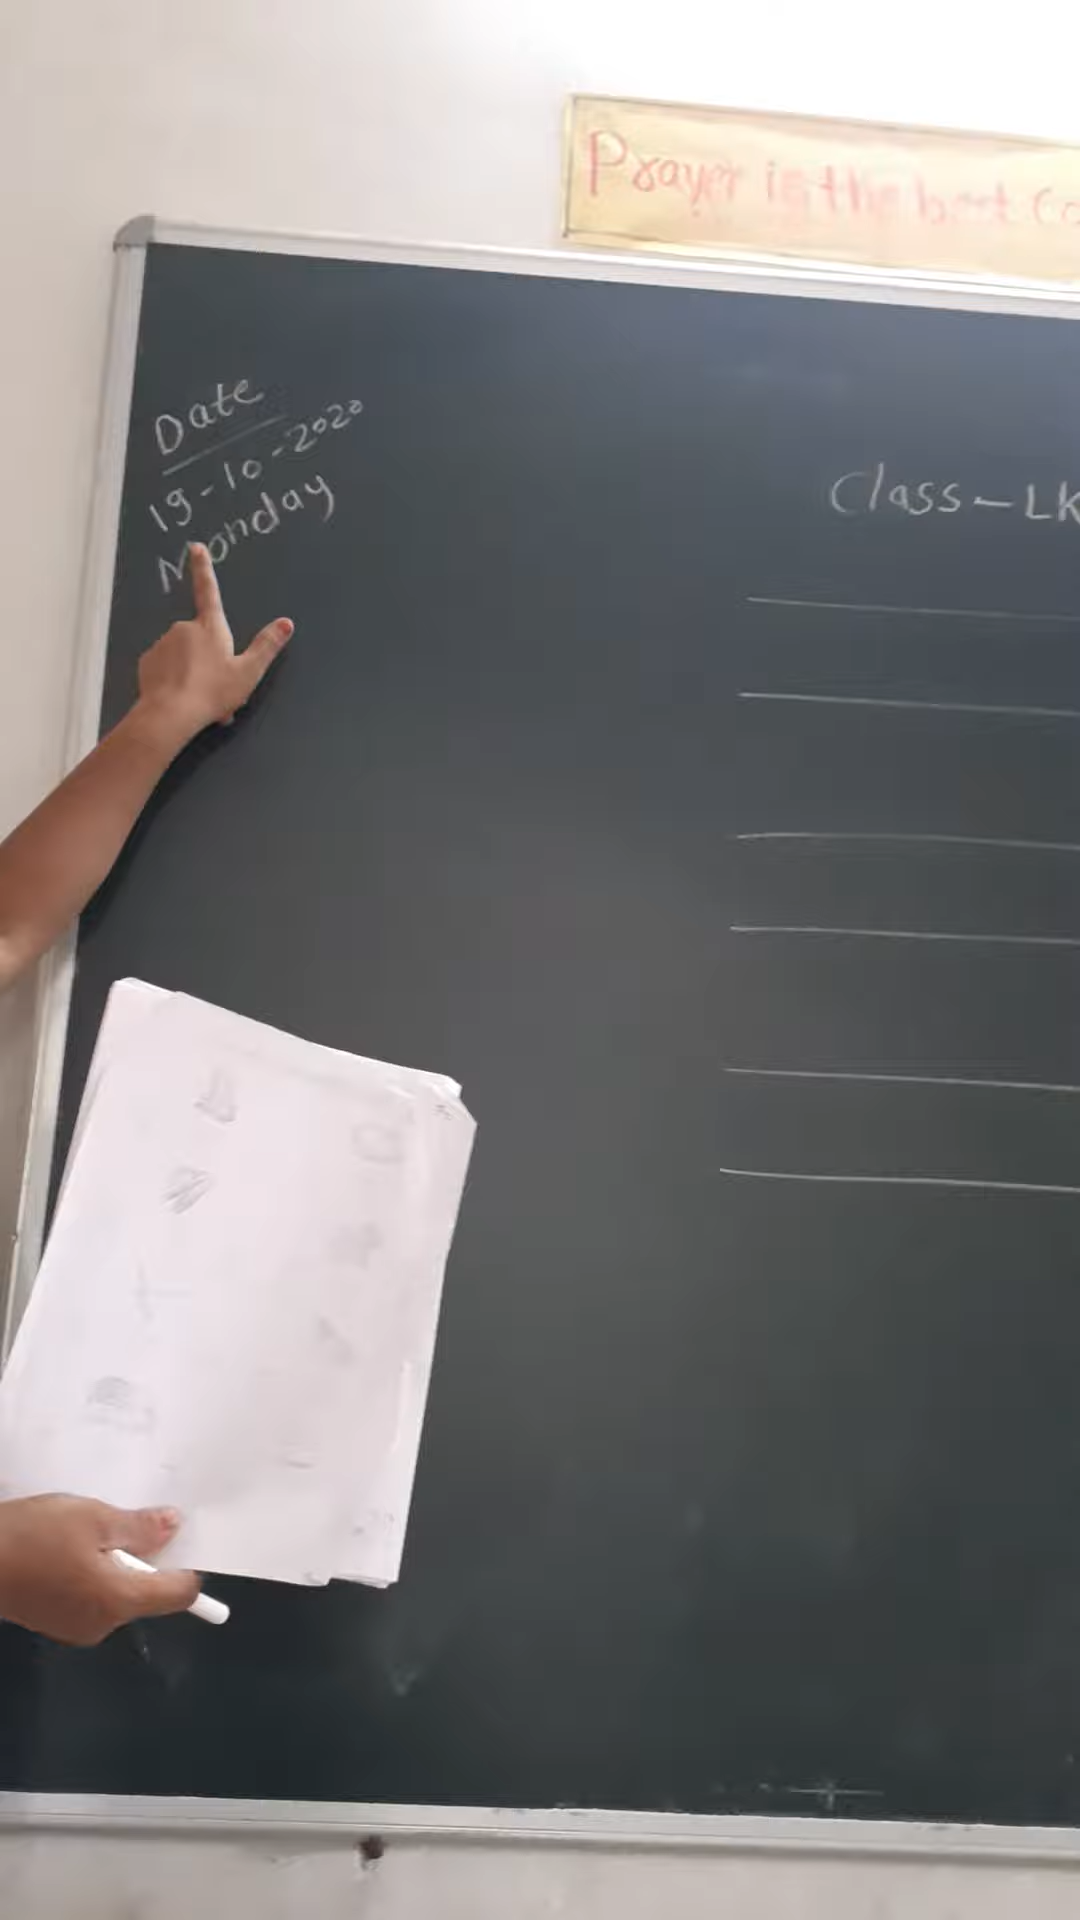 Prayer is the best
Date
19-10-2020
Monday
Class - LK